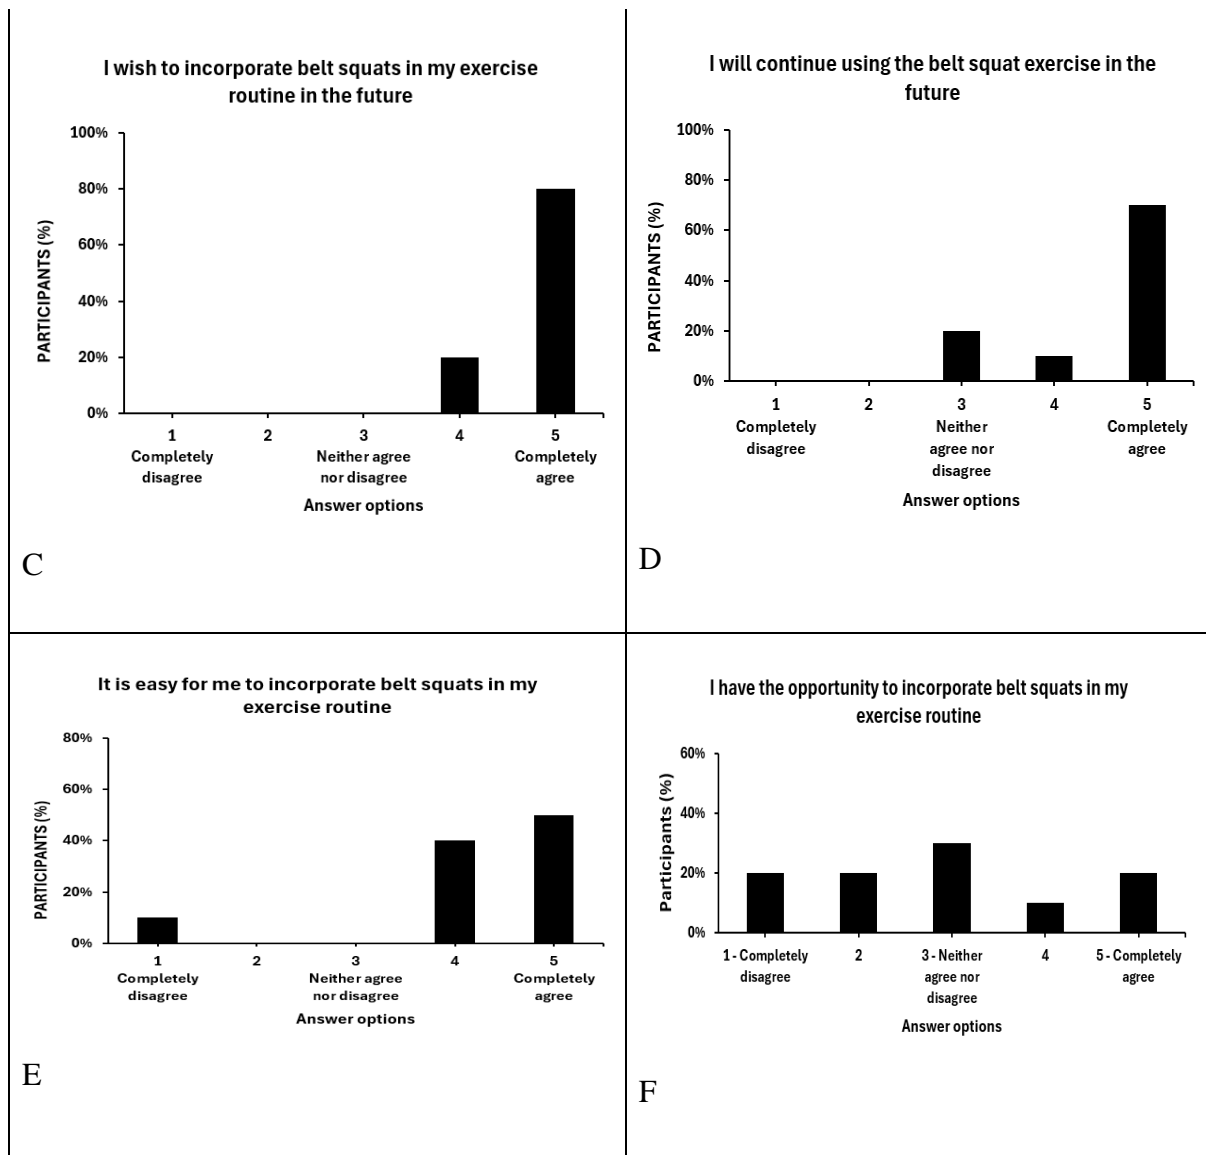 I wish to incorporate belt squats in my exercise
routine in the future
100%
80%
60%
40%
20%
0%
PARTICIPANTS (%)
1
2
3
4
5
Completely
disagree
Neither agree
nor disagree
Completely
agree
Answer options
C
I will continue using the belt squat exercise in the
future
100%
80%
60%
40%
20%
0%
PARTICIPANTS (%)
1
2
3
4
5
Completely
disagree
Neither
agree nor
disagree
Completely
agree
Answer options
D
It is easy for me to incorporate belt squats in my
exercise routine
80%
60%
40%
20%
0%
PARTICIPANTS (%)
1
2
3
4
5
Completely
disagree
Neither agree
nor disagree
Completely
agree
Answer options
E
I have the opportunity to incorporate belt squats in my
exercise routine
60%
40%
20%
0%
Participants (%)
1 - Completely
disagree
2
3 - Neither
agree nor
disagree
4
5 - Completely
agree
Answer options
F